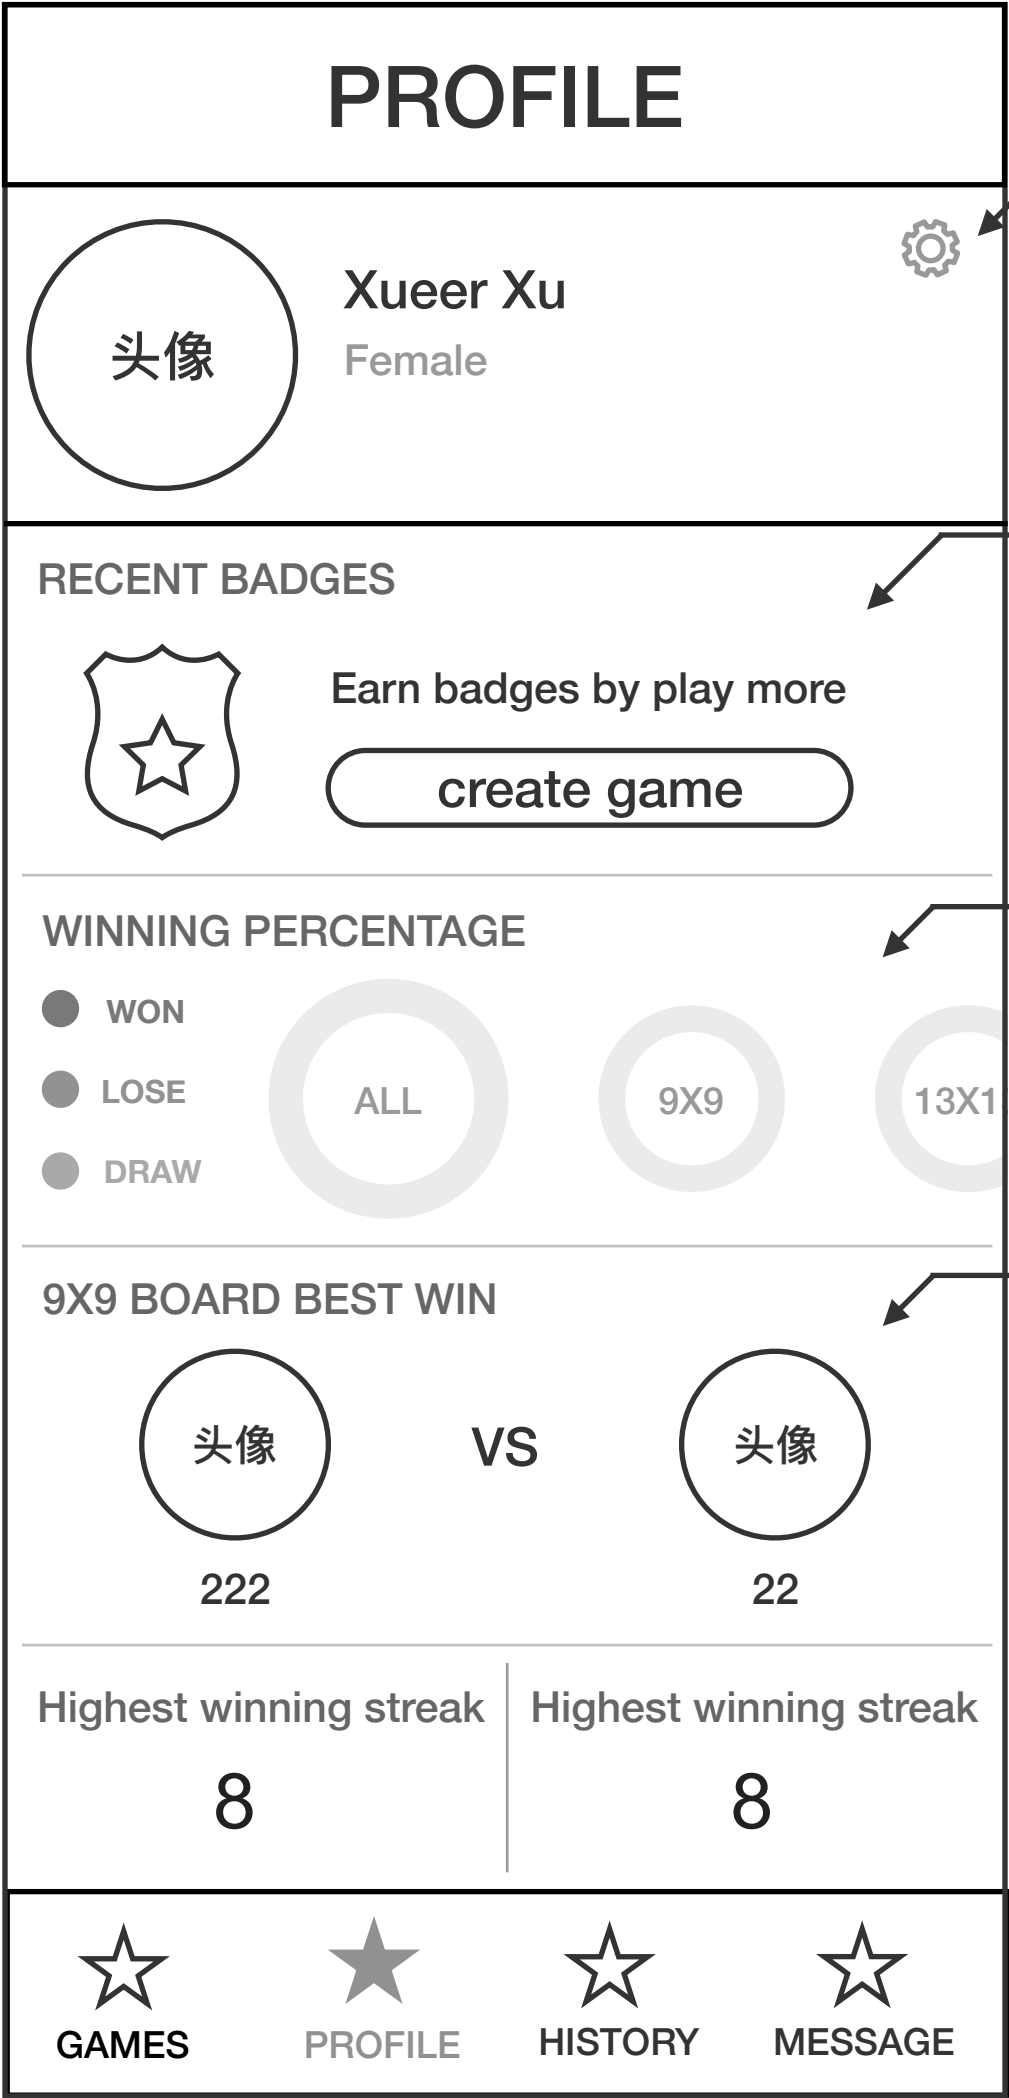 PROFILE
头像
Xueer Xu
Female
RECENT BADGES
Earn badges by play more
create game
WINNING PERCENTAGE
WON
LOSE
DRAW
ALL
9X9
13X1
9X9 BOARD BEST WIN
头像
VS
头像
222
22
Highest winning streak
Highest winning streak
8
8
GAMES
PROFILE
HISTORY
MESSAGE